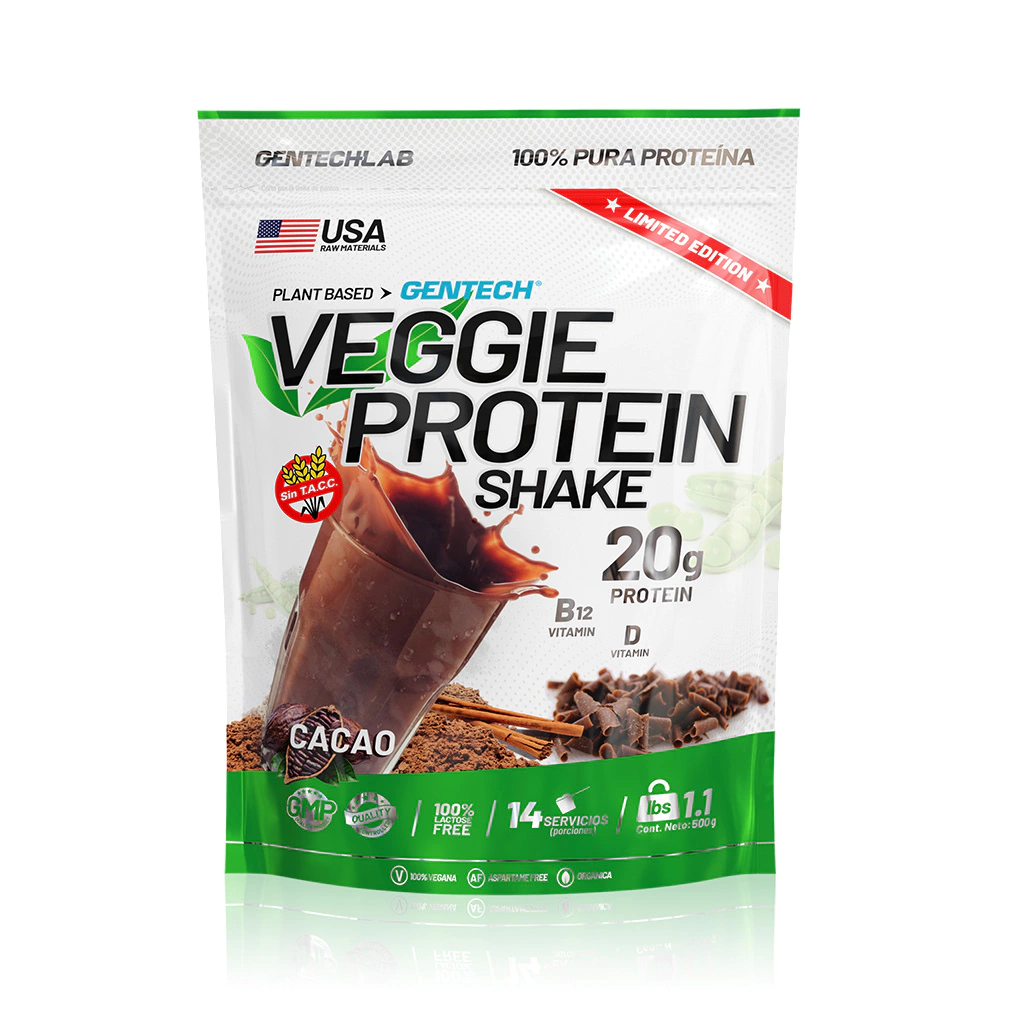 GENTECHLAB
100% PURA PROTEÍNA
★ LIMITED EDITION ★
USA
RAW MATERIALS
PLANT BASED > GENTECH®
VEGGIE
PROTEIN
SHAKE
Sin T.A.C.C.
20g
PROTEIN
B12
VITAMIN
D
VITAMIN
CACAO
GMP
QUALITY
100%
LACTOSE
FREE
14 SERVICIOS
(porciones)
lbs 1.1
Cont. Neto: 500g
V 100% VEGANA
AF ASPARTAME FREE
ORGANICA